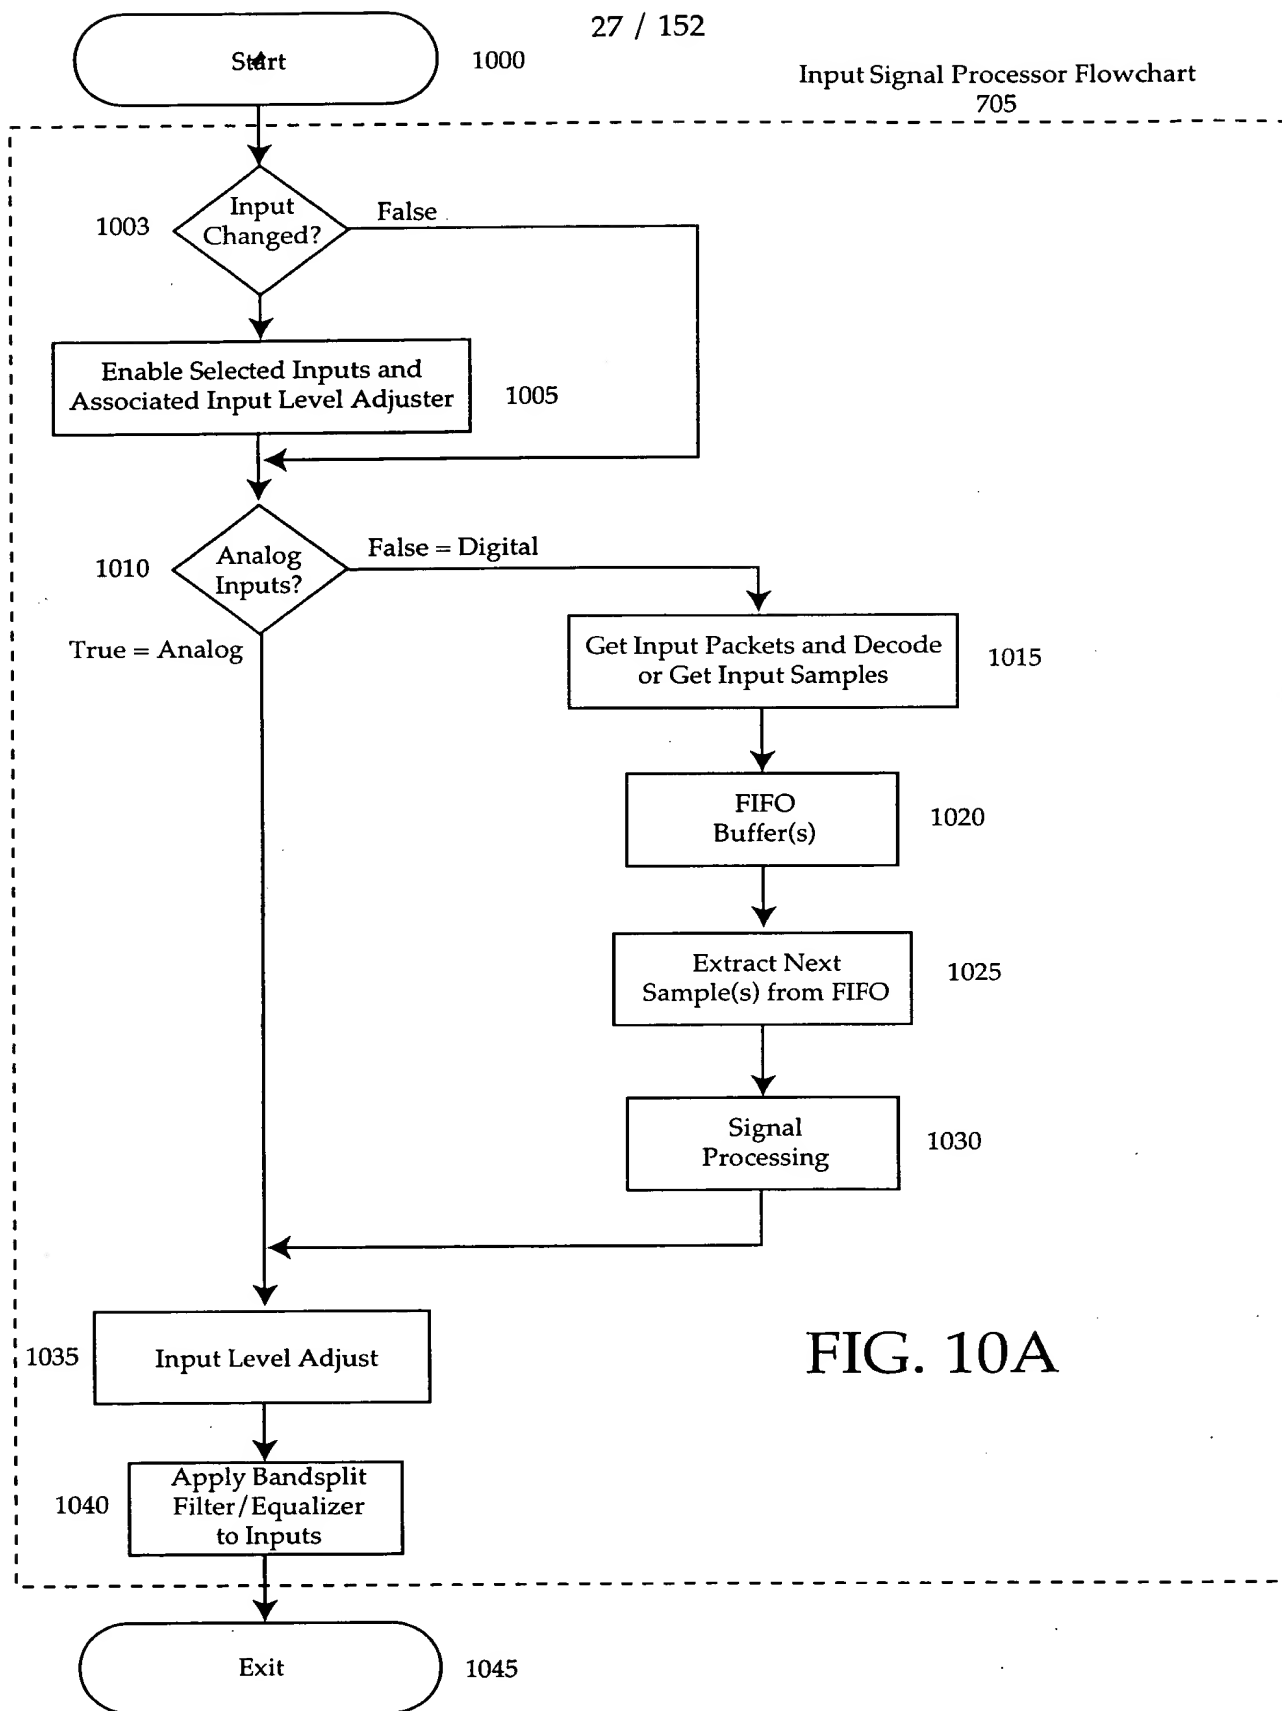 27 / 152
Start
1000
Input Signal Processor Flowchart
705
Input
Changed?
1003
False
Enable Selected Inputs and
Associated Input Level Adjuster
1005
Analog
Inputs?
1010
False = Digital
True = Analog
Get Input Packets and Decode
or Get Input Samples
1015
FIFO
Buffer(s)
1020
Extract Next
Sample(s) from FIFO
1025
Signal
Processing
1030
1035
Input Level Adjust
FIG. 10A
1040
Apply Bandsplit
Filter/Equalizer
to Inputs
Exit
1045